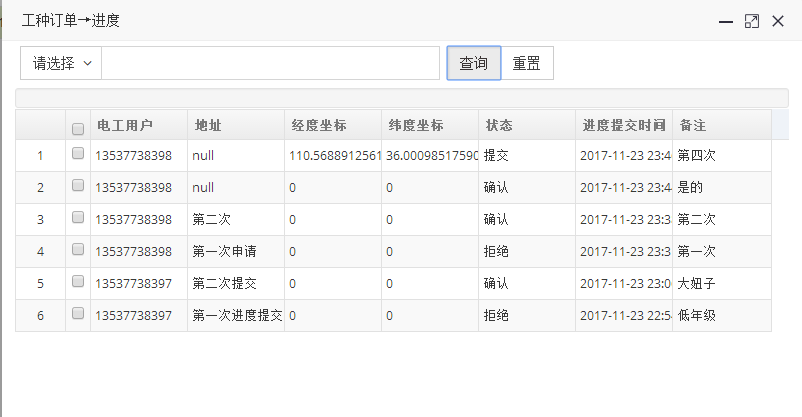 工种订单→进度
请选择 查询 重置
电工用户 地址 经度坐标 纬度坐标 状态 进度提交时间 备注
1 13537738398 null 110.5688912561 36.00098517590 提交 2017-11-23 23:4 第四次
2 13537738398 null 0 0 确认 2017-11-23 23:4 是的
3 13537738398 第二次 0 0 确认 2017-11-23 23:3 第二次
4 13537738398 第一次申请 0 0 拒绝 2017-11-23 23:3 第一次
5 13537738397 第二次提交 0 0 确认 2017-11-23 23:0 大妞子
6 13537738397 第一次进度提交 0 0 拒绝 2017-11-23 22:5 低年级